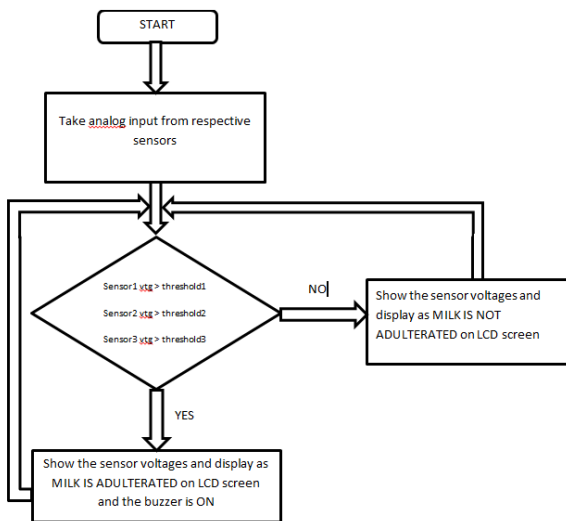 START
Take analog input from respective
sensors
Sensor1 vtg > threshold1
Sensor2 vtg > threshold2
Sensor3 vtg > threshold3
NO
Show the sensor voltages and
display as MILK IS NOT
ADULTERATED on LCD screen
YES
Show the sensor voltages and display as
MILK IS ADULTERATED on LCD screen
and the buzzer is ON